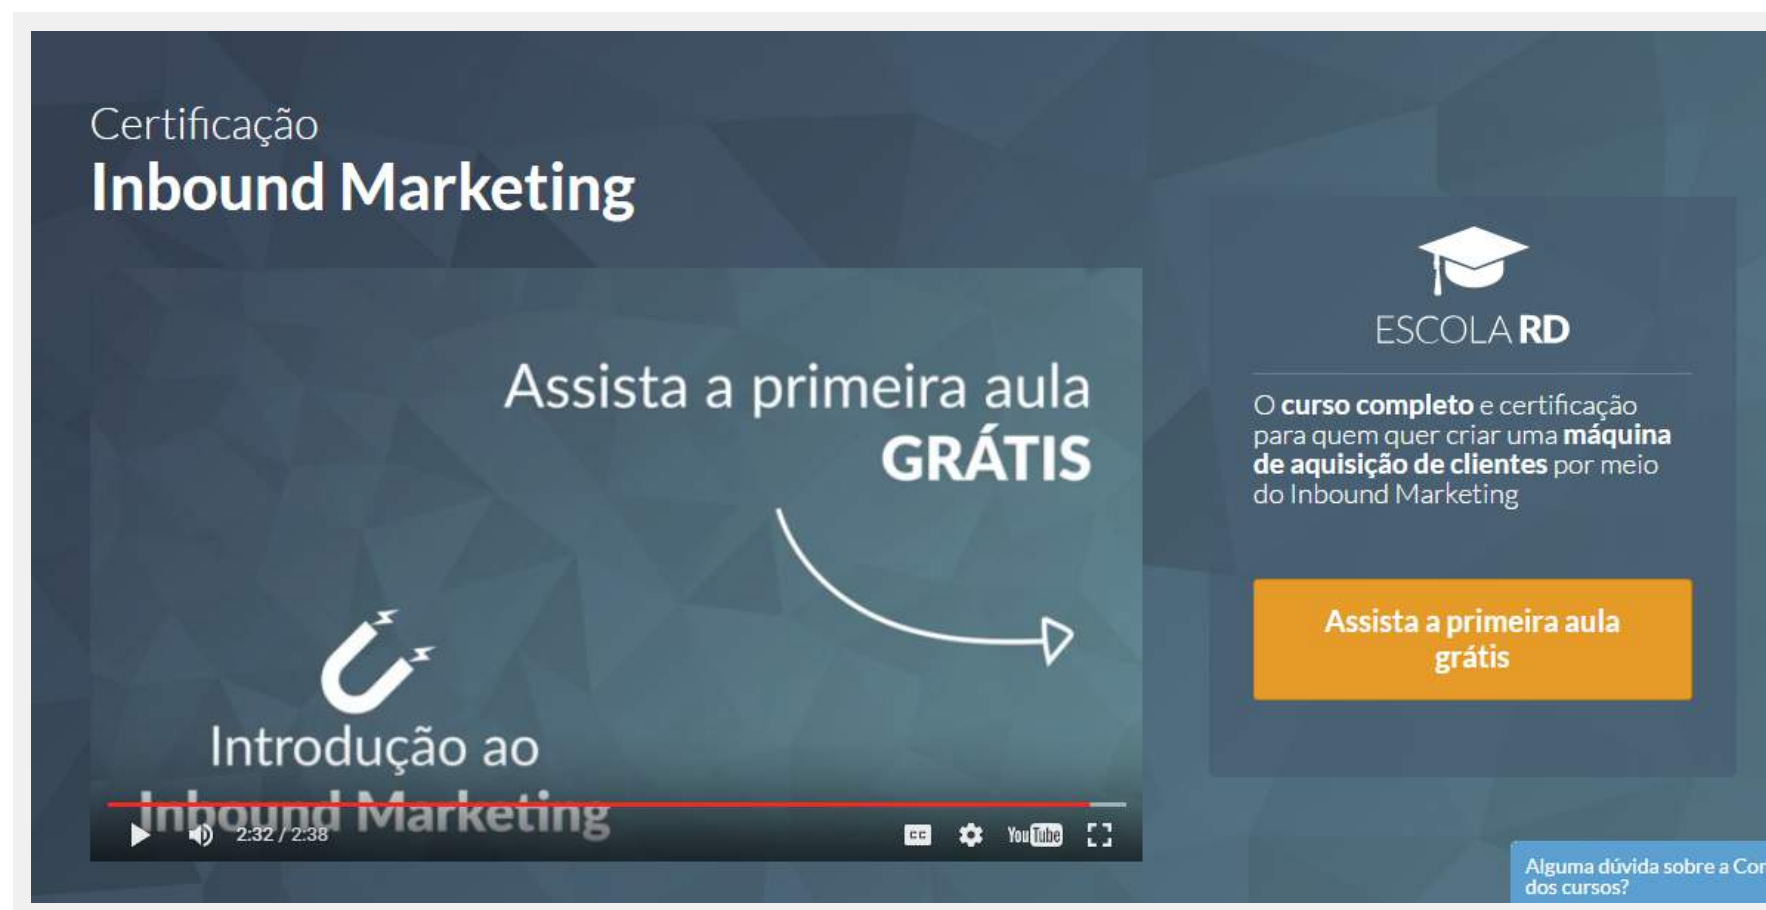 Certificação
Inbound Marketing
Assista a primeira aula
GRÁTIS
Introdução ao
Inbound Marketing
2:32 / 2:38
CC
YouTube
ESCOLA RD
O curso completo e certificação
para quem quer criar uma máquina
de aquisição de clientes por meio
do Inbound Marketing
Assista a primeira aula
grátis
Alguma dúvida sobre a
dos cursos?